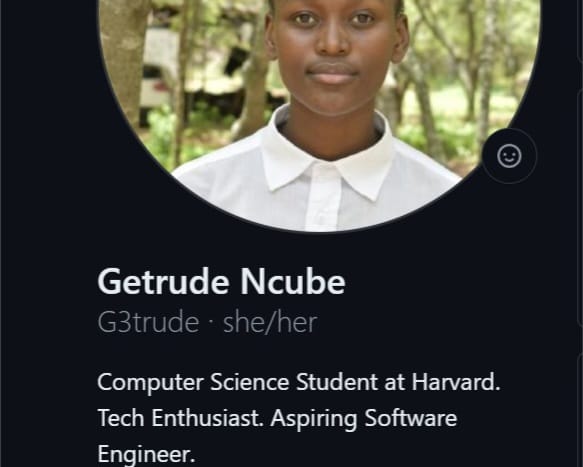 Getrude Ncube
G3trude · she/her
Computer Science Student at Harvard.
Tech Enthusiast. Aspiring Software
Engineer.